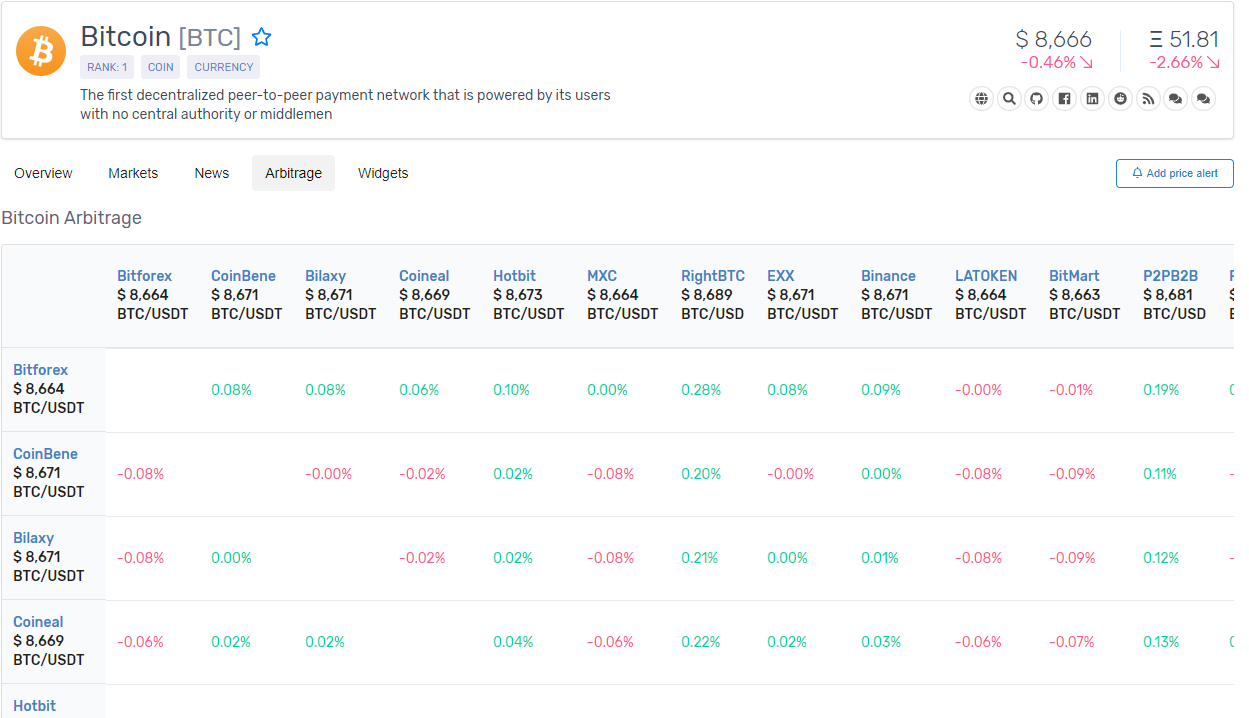 Bitcoin [BTC]
RANK: 1 COIN CURRENCY
The first decentralized peer-to-peer payment network that is powered by its users
with no central authority or middlemen
$ 8,666 Ξ 51.81
-0.46% -2.66%
Overview Markets News Arbitrage Widgets Add price alert
Bitcoin Arbitrage
Bitforex CoinBene Bilaxy Coineal Hotbit MXC RightBTC EXX Binance LATOKEN BitMart P2PB2B
$ 8,664 $ 8,671 $ 8,671 $ 8,669 $ 8,673 $ 8,664 $ 8,689 $ 8,671 $ 8,671 $ 8,664 $ 8,663 $ 8,681
BTC/USDT BTC/USDT BTC/USDT BTC/USDT BTC/USDT BTC/USDT BTC/USD BTC/USDT BTC/USDT BTC/USDT BTC/USDT BTC/USD
Bitforex
$ 8,664 0.08% 0.08% 0.06% 0.10% 0.00% 0.28% 0.08% 0.09% -0.00% -0.01% 0.19%
BTC/USDT
CoinBene
$ 8,671 -0.08% -0.00% -0.02% 0.02% -0.08% 0.20% -0.00% 0.00% -0.08% -0.09% 0.11%
BTC/USDT
Bilaxy
$ 8,671 -0.08% 0.00% -0.02% 0.02% -0.08% 0.21% 0.00% 0.01% -0.08% -0.09% 0.12%
BTC/USDT
Coineal
$ 8,669 -0.06% 0.02% 0.02% 0.04% -0.06% 0.22% 0.02% 0.03% -0.06% -0.07% 0.13%
BTC/USDT
Hotbit